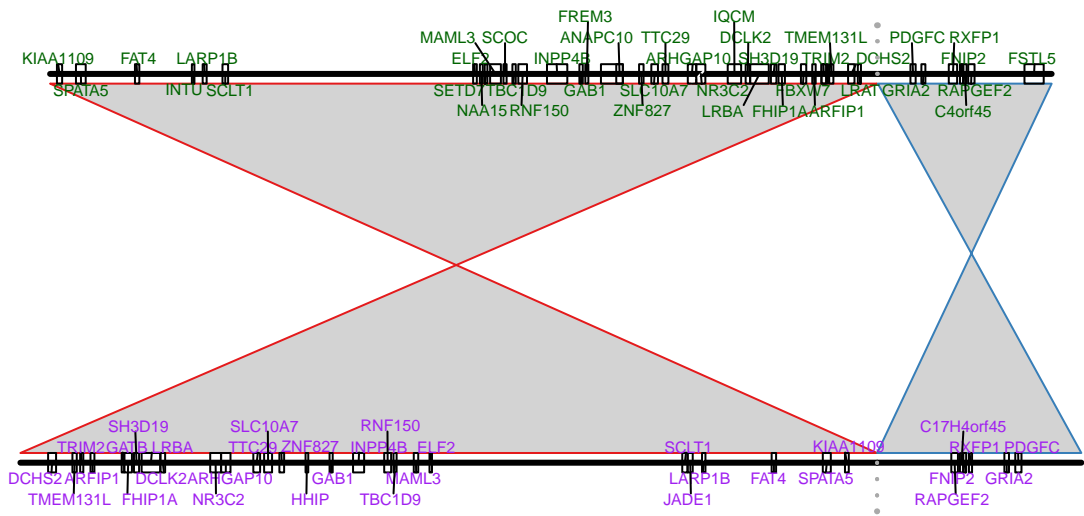 FREM3 IQCM
MAML3 SCOC ANAPC10 TTC29 DCLK2 TMEM131L PDGFC RXFP1
KIAA1109 FAT4 LARP1B ELF2 INPP4B ARHGAP10 SH3D19 TRIM2 DCHS2 FNIP2 FSTL5
SPATA5 INTU SCLT1 SETD7 TBC1D9 GAB1 SLC10A7 NR3C2 FBXW7 LRAT GRIA2 RAPGEF2
NAA15 RNF150 ZNF827 LRBA FHIP1A ARFIP1 C4orf45
SH3D19 SLC10A7 RNF150 C17H4orf45
TRIM2 GATB LRBA TTC29 ZNF827 INPP4B ELF2 SCLT1 KIAA1109 RXFP1 PDGFC
DCHS2 ARFIP1 DCLK2 ARHGAP10 GAB1 MAML3 LARP1B FAT4 SPATA5 FNIP2 GRIA2
TMEM131L FHIP1A NR3C2 HHIP TBC1D9 JADE1 RAPGEF2